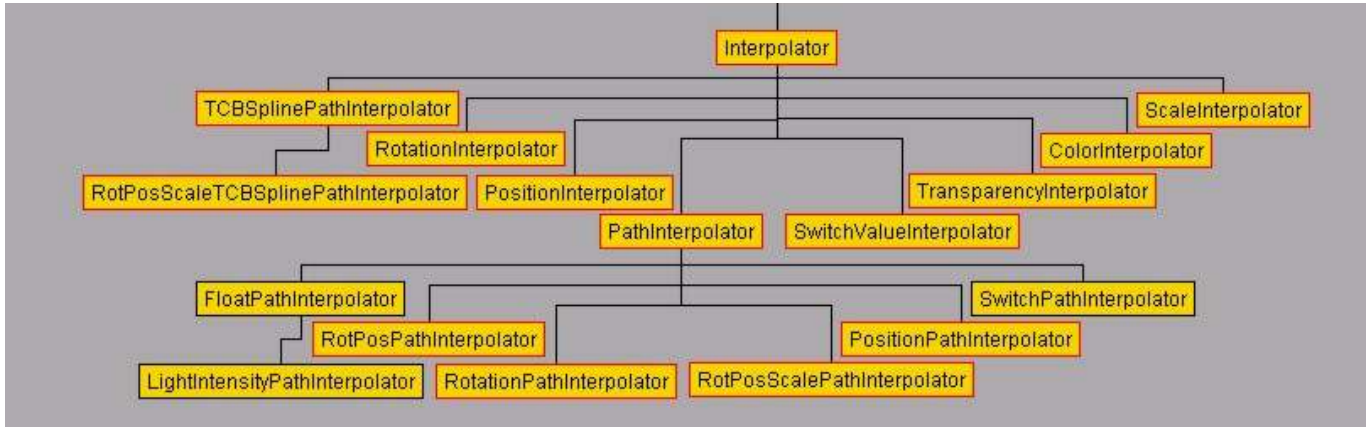 Interpolator
TCBSplinePathInterpolator
ScaleInterpolator
RotationInterpolator
ColorInterpolator
RotPosScaleTCBSplinePathInterpolator
PositionInterpolator
TransparencyInterpolator
PathInterpolator
SwitchValueInterpolator
FloatPathInterpolator
SwitchPathInterpolator
RotPosPathInterpolator
PositionPathInterpolator
LightIntensityPathInterpolator
RotationPathInterpolator
RotPosScalePathInterpolator